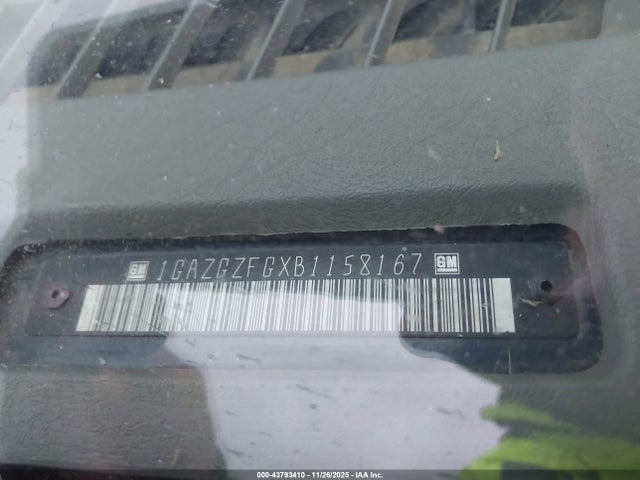 GM 1GAZGZFGXB1158167 GM
000-43793410 - 11/26/2025 - IAA Inc.